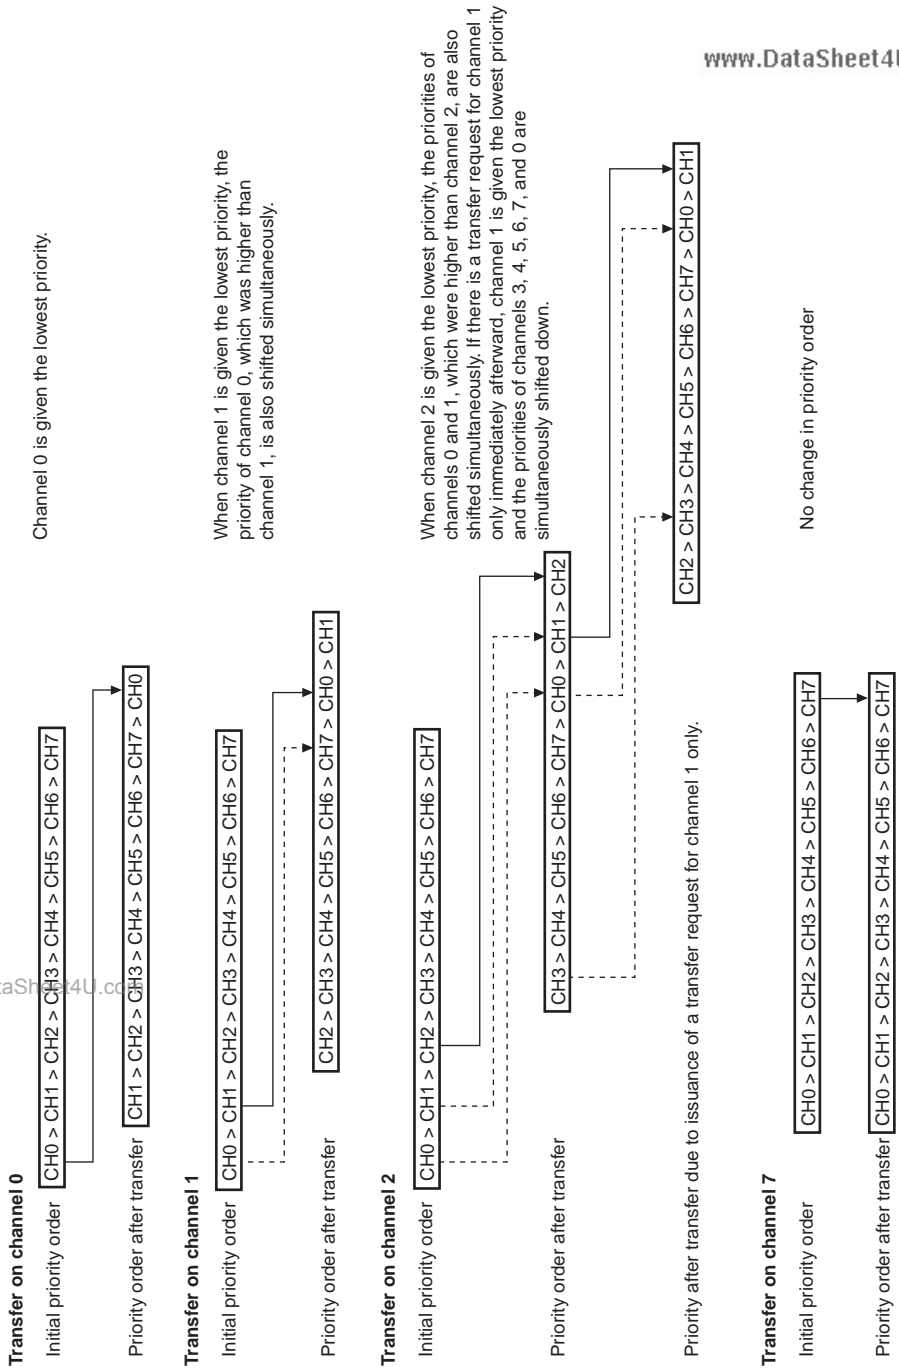 Transfer on channel 0
Initial priority order
CH0 > CH1 > CH2 > CH3 > CH4 > CH5 > CH6 > CH7
Channel 0 is given the lowest priority.
Priority order after transfer
CH1 > CH2 > CH3 > CH4 > CH5 > CH6 > CH7 > CH0
Transfer on channel 1
Initial priority order
CH0 > CH1 > CH2 > CH3 > CH4 > CH5 > CH6 > CH7
When channel 1 is given the lowest priority, the
priority of channel 0, which was higher than
channel 1, is also shifted simultaneously.
Priority order after transfer
CH2 > CH3 > CH4 > CH5 > CH6 > CH7 > CH0 > CH1
Transfer on channel 2
Initial priority order
CH0 > CH1 > CH2 > CH3 > CH4 > CH5 > CH6 > CH7
When channel 2 is given the lowest priority, the priorities of
channels 0 and 1, which were higher than channel 2, are also
shifted simultaneously. If there is a transfer request for channel 1
only immediately afterward, channel 1 is given the lowest priority
and the priorities of channels 3, 4, 5, 6, 7, and 0 are
simultaneously shifted down.
Priority order after transfer
CH3 > CH4 > CH5 > CH6 > CH7 > CH0 > CH1 > CH2
Priority after transfer due to issuance of a transfer request for channel 1 only.
CH2 > CH3 > CH4 > CH5 > CH6 > CH7 > CH0 > CH1
Transfer on channel 7
Initial priority order
CH0 > CH1 > CH2 > CH3 > CH4 > CH5 > CH6 > CH7
No change in priority order
Priority order after transfer
CH0 > CH1 > CH2 > CH3 > CH4 > CH5 > CH6 > CH7
www.DataSheet4U
taSheet4U.com